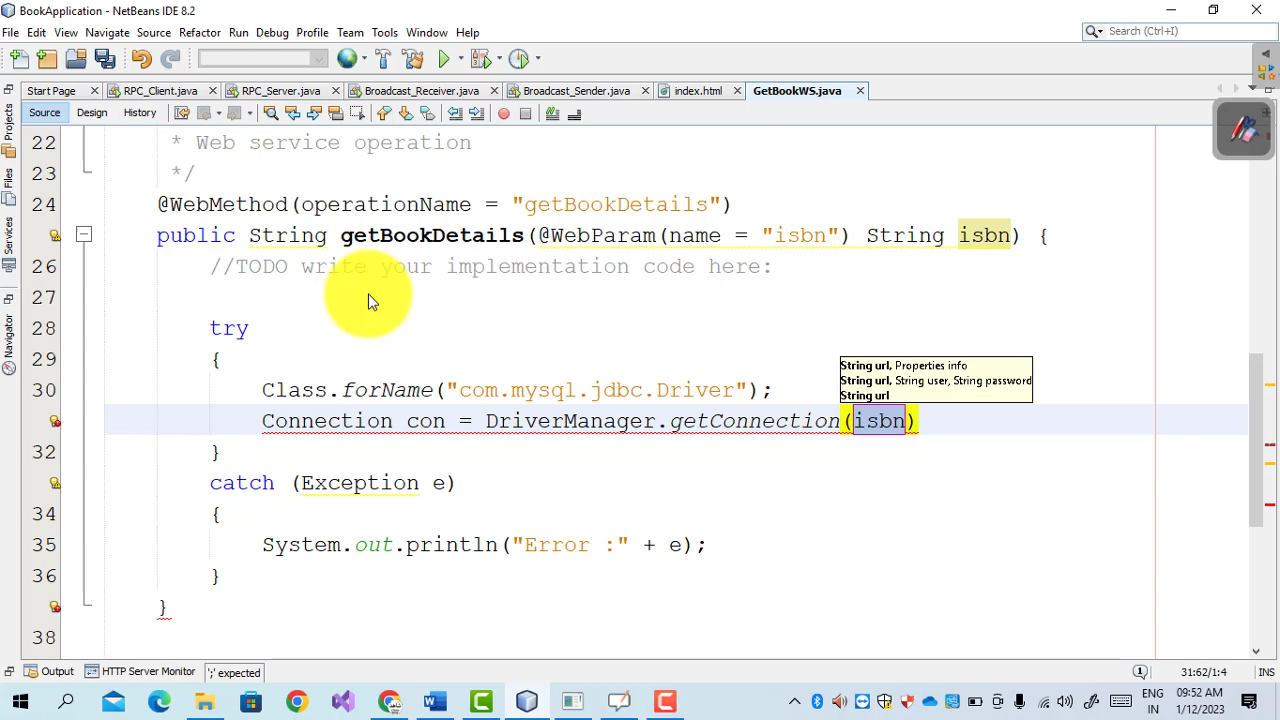 BookApplication - NetBeans IDE 8.2
File Edit View Navigate Source Refactor Run Debug Profile Team Tools Window Help
Search (Ctrl+I)
Start Page RPC_Client.java RPC_Server.java Broadcast_Receiver.java Broadcast_Sender.java index.html GetBookWS.java
Source Design History
Projects
Files
Services
Navigator
22 * Web service operation
23 */
24 @WebMethod(operationName = "getBookDetails")
public String getBookDetails(@WebParam(name = "isbn") String isbn) {
26 //TODO write your implementation code here:
27
28 try
29 {
30 Class.forName("com.mysql.jdbc.Driver");
String url, Properties info
String url, String user, String password
String url
Connection con = DriverManager.getConnection(isbn)
32 }
catch (Exception e)
34 {
35 System.out.println("Error :" + e);
36 }
}
38
Output HTTP Server Monitor ';' expected
1 31:62/1:4 INS
ENG
IN
09:52 AM
1/12/2023